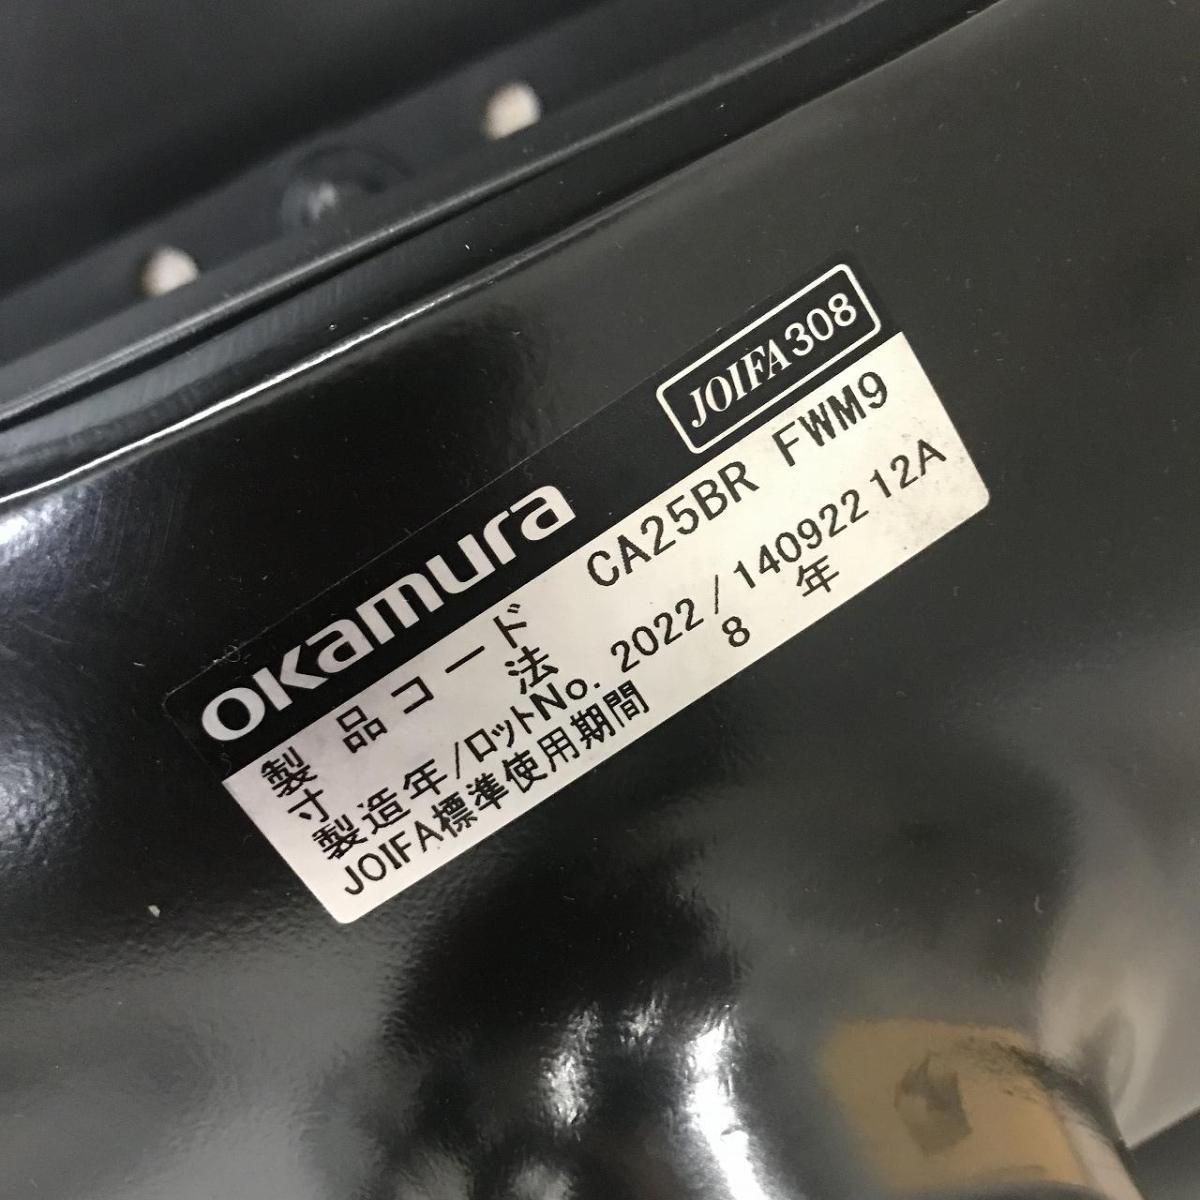 JOIFA308
okamura
製品コード CA25BR FWM9
寸法
製造年/ロットNo. 2022/140922 12A
JOIFA標準使用期間 8 年